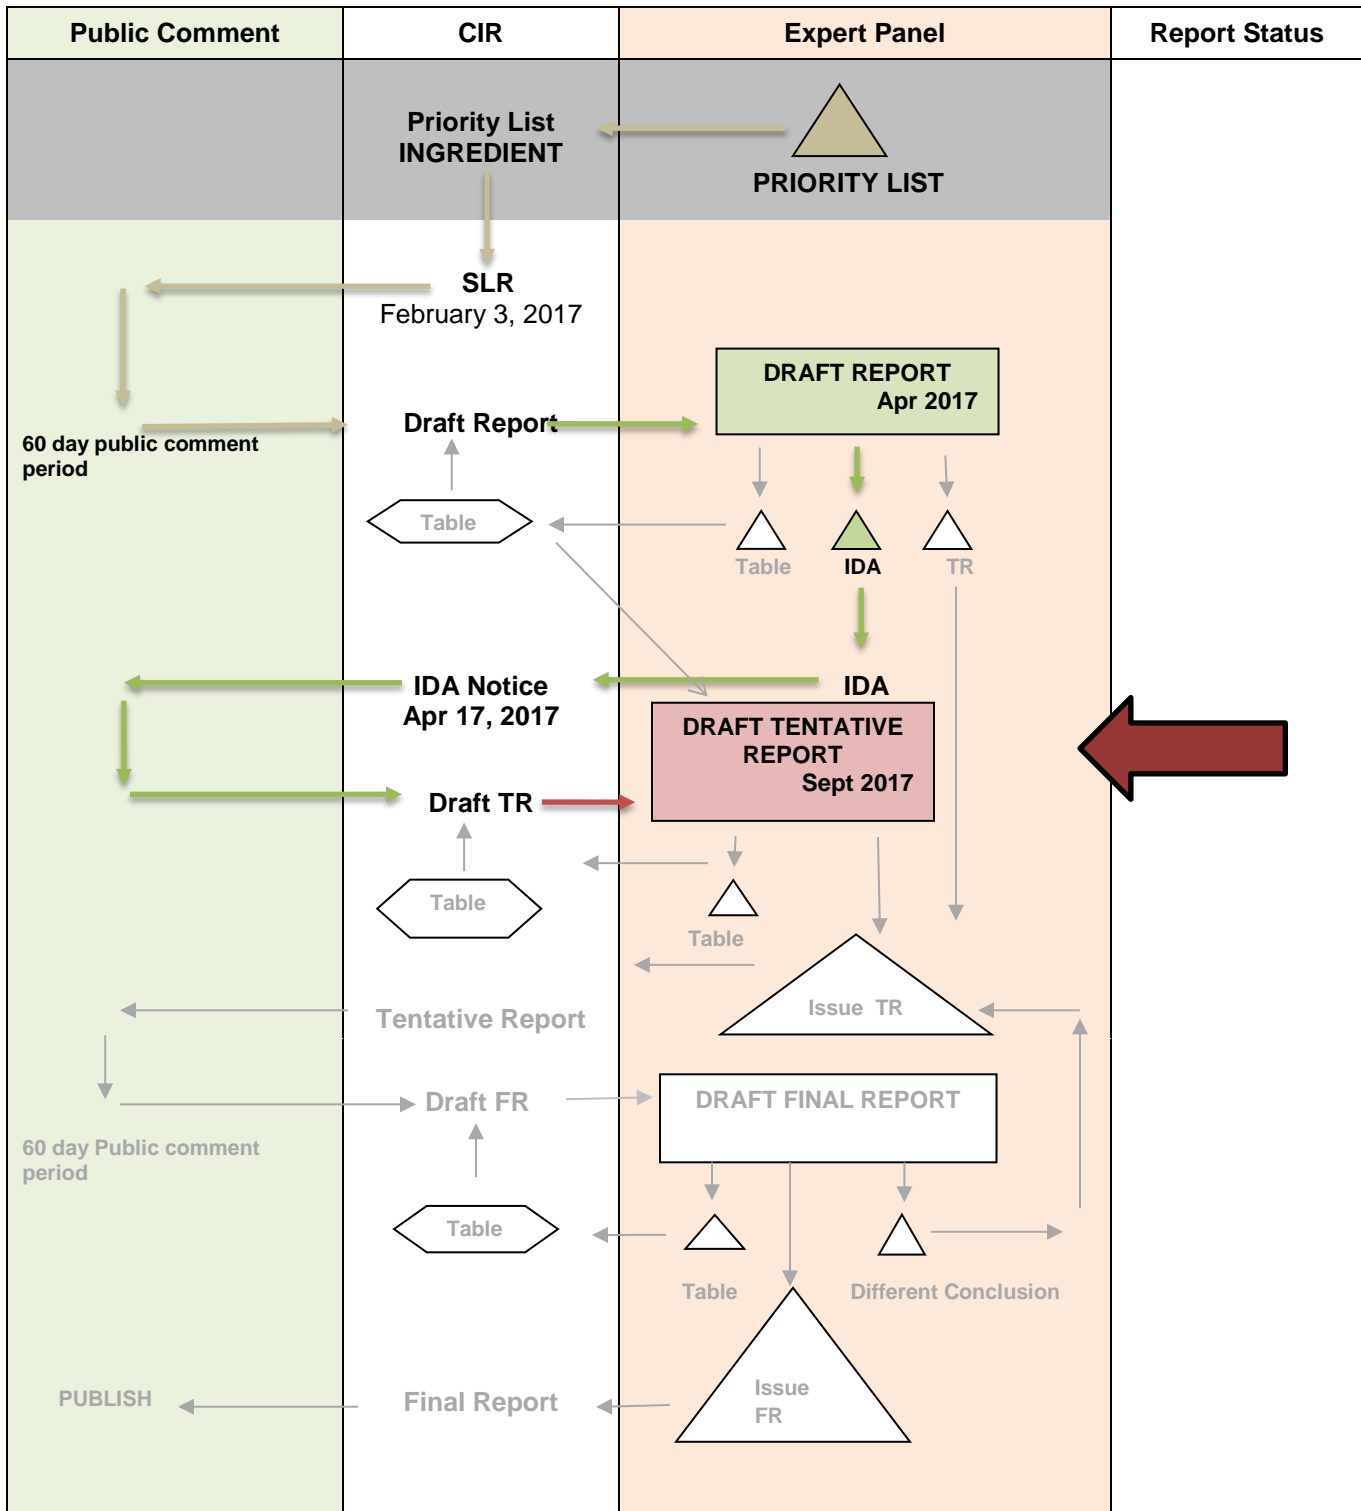 Public Comment
CIR
Expert Panel
Report Status
Priority List
INGREDIENT
PRIORITY LIST
SLR
February 3, 2017
DRAFT REPORT
Apr 2017
60 day public comment
period
Draft Report
Table
Table
IDA
TR
IDA Notice
Apr 17, 2017
IDA
DRAFT TENTATIVE
REPORT
Sept 2017
Draft TR
Table
Table
Issue TR
Tentative Report
Draft FR
DRAFT FINAL REPORT
60 day Public comment
period
Table
Table
Different Conclusion
PUBLISH
Final Report
Issue
FR